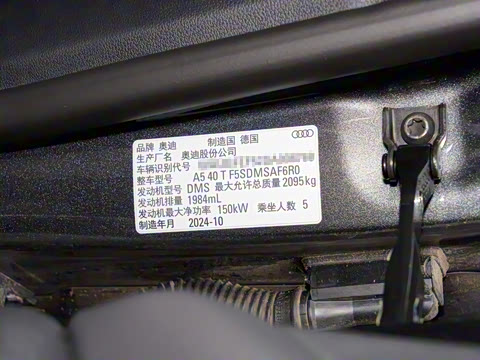 品牌 奥迪 制造国 德国
生产厂名 奥迪股份公司
车辆识别代号
整车型号 A5 40 T F5SDMSAF6R0
发动机型号 DMS 最大允许总质量 2095kg
发动机排量 1984mL
发动机最大净功率 150kW 乘坐人数 5
制造年月 2024-10